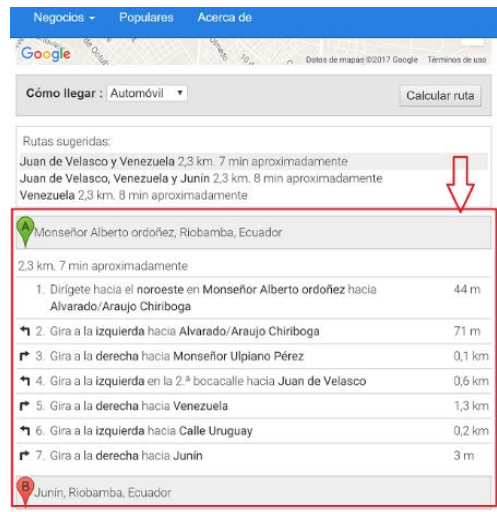 Negocios Populares Acerca de
Google Olmedo 10 d Datos de mapas ©2017 Google Términos de uso
Cómo llegar : Automóvil Calcular ruta
Rutas sugeridas:
Juan de Velasco y Venezuela 2,3 km. 7 min aproximadamente
Juan de Velasco, Venezuela y Junín 2,3 km. 8 min aproximadamente
Venezuela 2,3 km. 8 min aproximadamente
A Monseñor Alberto ordoñez, Riobamba, Ecuador
2,3 km. 7 min aproximadamente
1. Dirígete hacia el noroeste en Monseñor Alberto ordoñez hacia 44 m
Alvarado/Araujo Chiriboga
2. Gira a la izquierda hacia Alvarado/Araujo Chiriboga 71 m
3. Gira a la derecha hacia Monseñor Ulpiano Pérez 0,1 km
4. Gira a la izquierda en la 2.ª bocacalle hacia Juan de Velasco 0,6 km
5. Gira a la derecha hacia Venezuela 1,3 km
6. Gira a la izquierda hacia Calle Uruguay 0,2 km
7. Gira a la derecha hacia Junín 3 m
B Junín, Riobamba, Ecuador